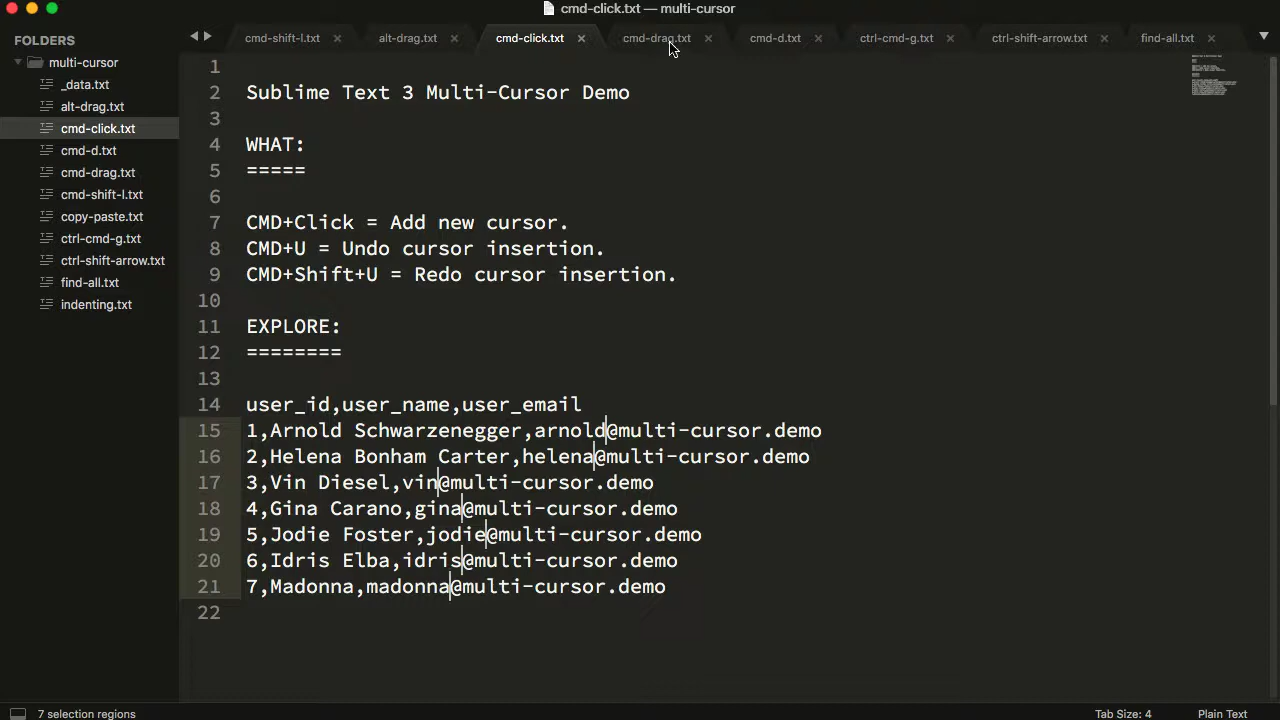 cmd-click.txt — multi-cursor
FOLDERS
multi-cursor
_data.txt
alt-drag.txt
cmd-click.txt
cmd-d.txt
cmd-drag.txt
cmd-shift-l.txt
copy-paste.txt
ctrl-cmd-g.txt
ctrl-shift-arrow.txt
find-all.txt
indenting.txt
cmd-shift-l.txt × alt-drag.txt × cmd-click.txt × cmd-drag.txt × cmd-d.txt × ctrl-cmd-g.txt × ctrl-shift-arrow.txt × find-all.txt ×
1
2 Sublime Text 3 Multi-Cursor Demo
3
4 WHAT:
5 =====
6
7 CMD+Click = Add new cursor.
8 CMD+U = Undo cursor insertion.
9 CMD+Shift+U = Redo cursor insertion.
10
11 EXPLORE:
12 ========
13
14 user_id,user_name,user_email
15 1,Arnold Schwarzenegger,arnold@multi-cursor.demo
16 2,Helena Bonham Carter,helena@multi-cursor.demo
17 3,Vin Diesel,vin@multi-cursor.demo
18 4,Gina Carano,gina@multi-cursor.demo
19 5,Jodie Foster,jodie@multi-cursor.demo
20 6,Idris Elba,idris@multi-cursor.demo
21 7,Madonna,madonna@multi-cursor.demo
22
7 selection regions
Tab Size: 4
Plain Text